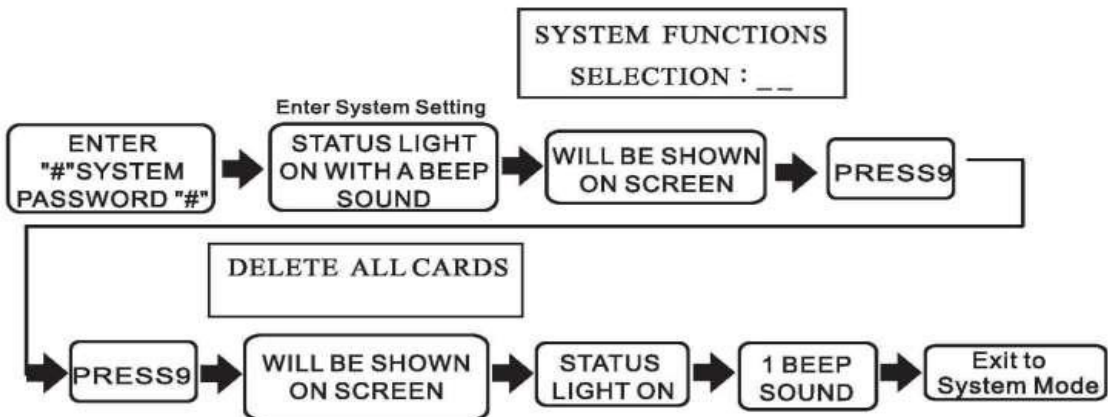 SYSTEM FUNCTIONS
SELECTION : _ _
Enter System Setting
ENTER
"#"SYSTEM
PASSWORD "#"
STATUS LIGHT
ON WITH A BEEP
SOUND
WILL BE SHOWN
ON SCREEN
PRESS9
DELETE ALL CARDS
PRESS9
WILL BE SHOWN
ON SCREEN
STATUS
LIGHT ON
1 BEEP
SOUND
Exit to
System Mode